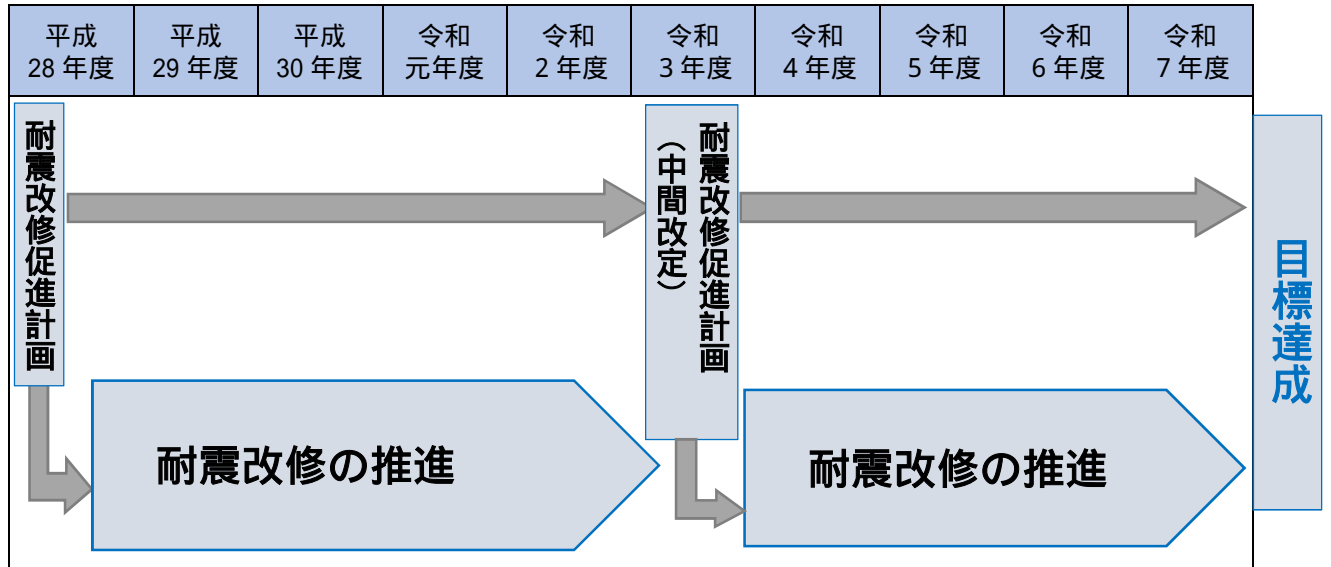 平成
28 年度
平成
29 年度
平成
30 年度
令和
元年度
令和
2 年度
令和
3 年度
令和
4 年度
令和
5 年度
令和
6 年度
令和
7 年度
耐震改修促進計画
耐震改修促進計画
（中間改定）
目標達成
耐震改修の推進
耐震改修の推進